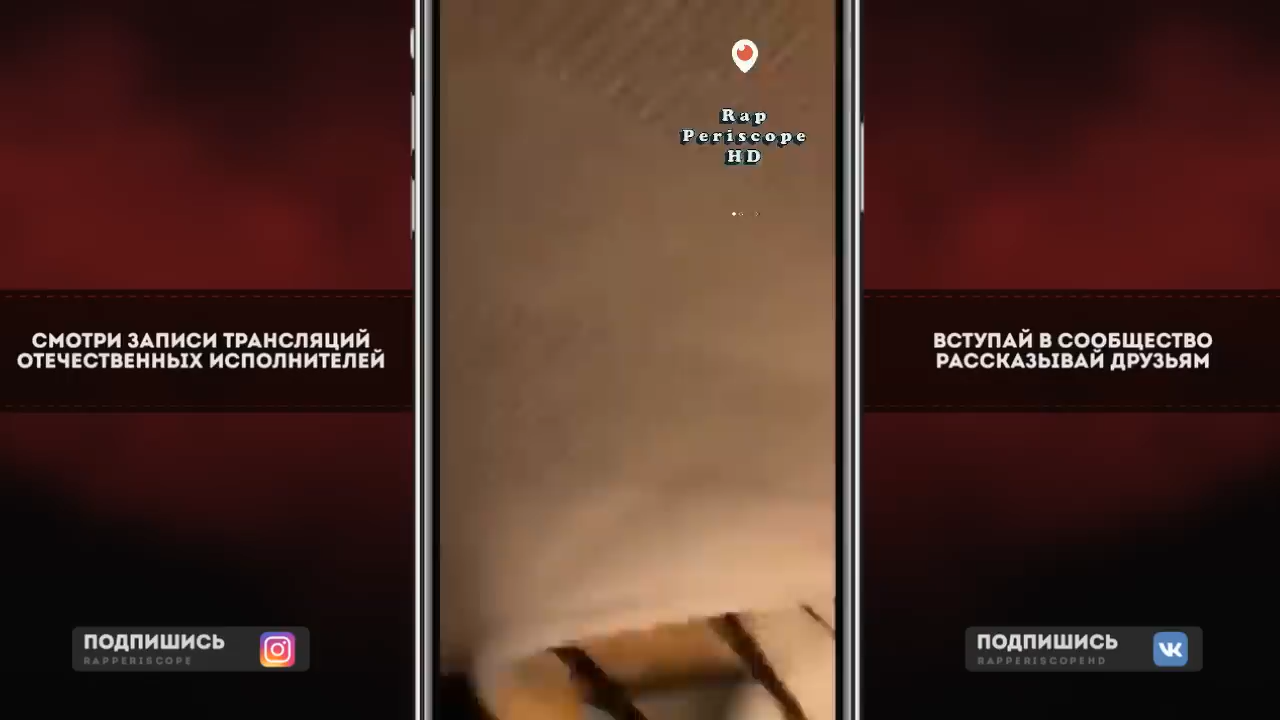 Rap
Periscope
HD
СМОТРИ ЗАПИСИ ТРАНСЛЯЦИЙ
ОТЕЧЕСТВЕННЫХ ИСПОЛНИТЕЛЕЙ
ВСТУПАЙ В СООБЩЕСТВО
РАССКАЗЫВАЙ ДРУЗЬЯМ
ПОДПИШИСЬ
RAPPERISCOPE
ПОДПИШИСЬ
RAPPERISCOPEHD